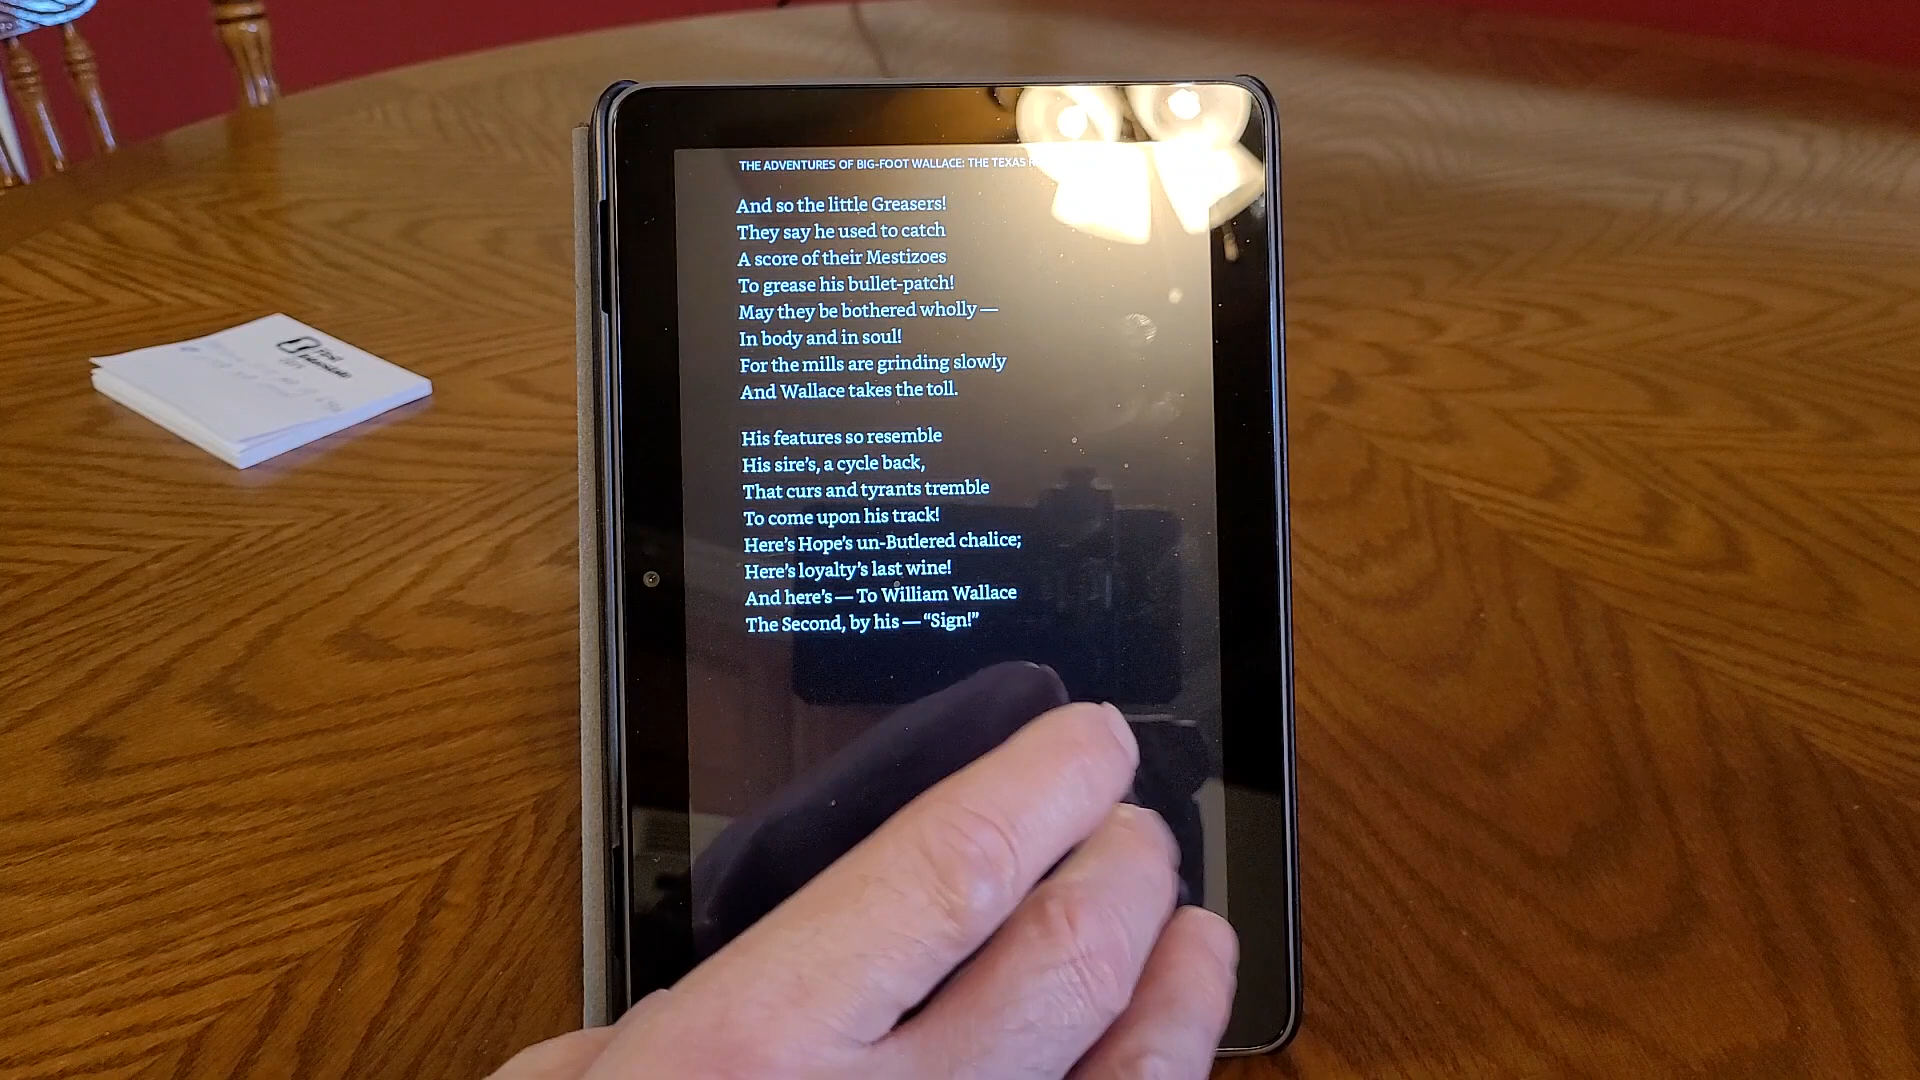 THE ADVENTURES OF BIG-FOOT WALLACE: THE TEXAS
And so the little Greasers!
They say he used to catch
A score of their Mestizoes
To grease his bullet-patch!
May they be bothered wholly —
In body and in soul!
For the mills are grinding slowly
And Wallace takes the toll.
His features so resemble
His sire's, a cycle back,
That curs and tyrants tremble
To come upon his track!
Here's Hope's un-Butlered chalice;
Here's loyalty's last wine!
And here's — To William Wallace
The Second, by his — “Sign!”